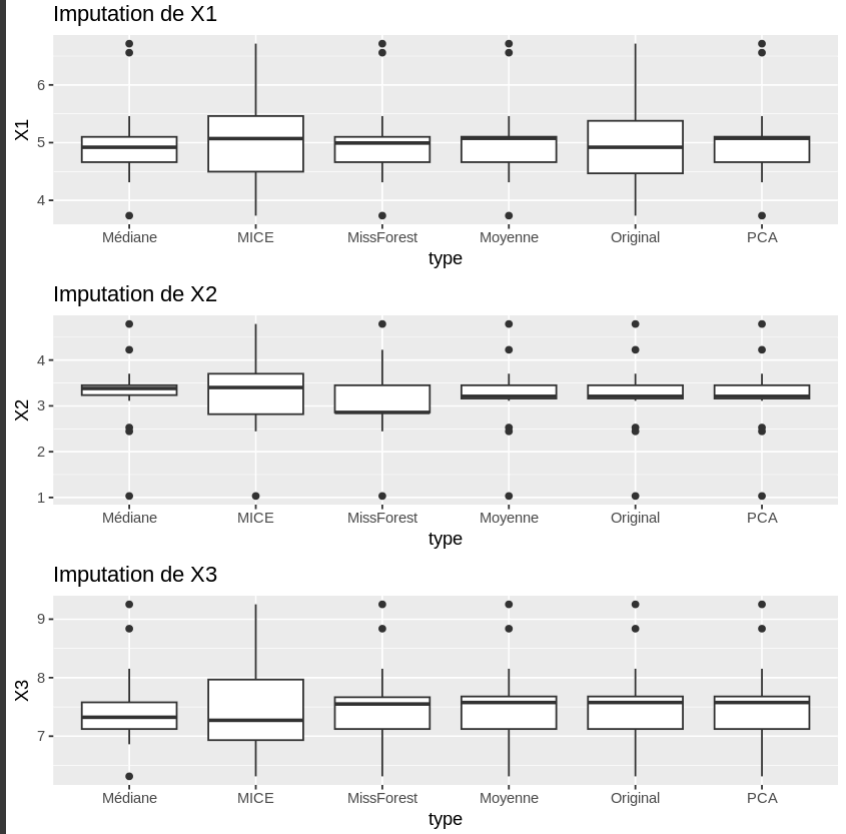 Imputation de X1
X1
6
5
4
Médiane MICE MissForest Moyenne Original PCA
type
Imputation de X2
X2
4
3
2
1
Médiane MICE MissForest Moyenne Original PCA
type
Imputation de X3
X3
9
8
7
Médiane MICE MissForest Moyenne Original PCA
type